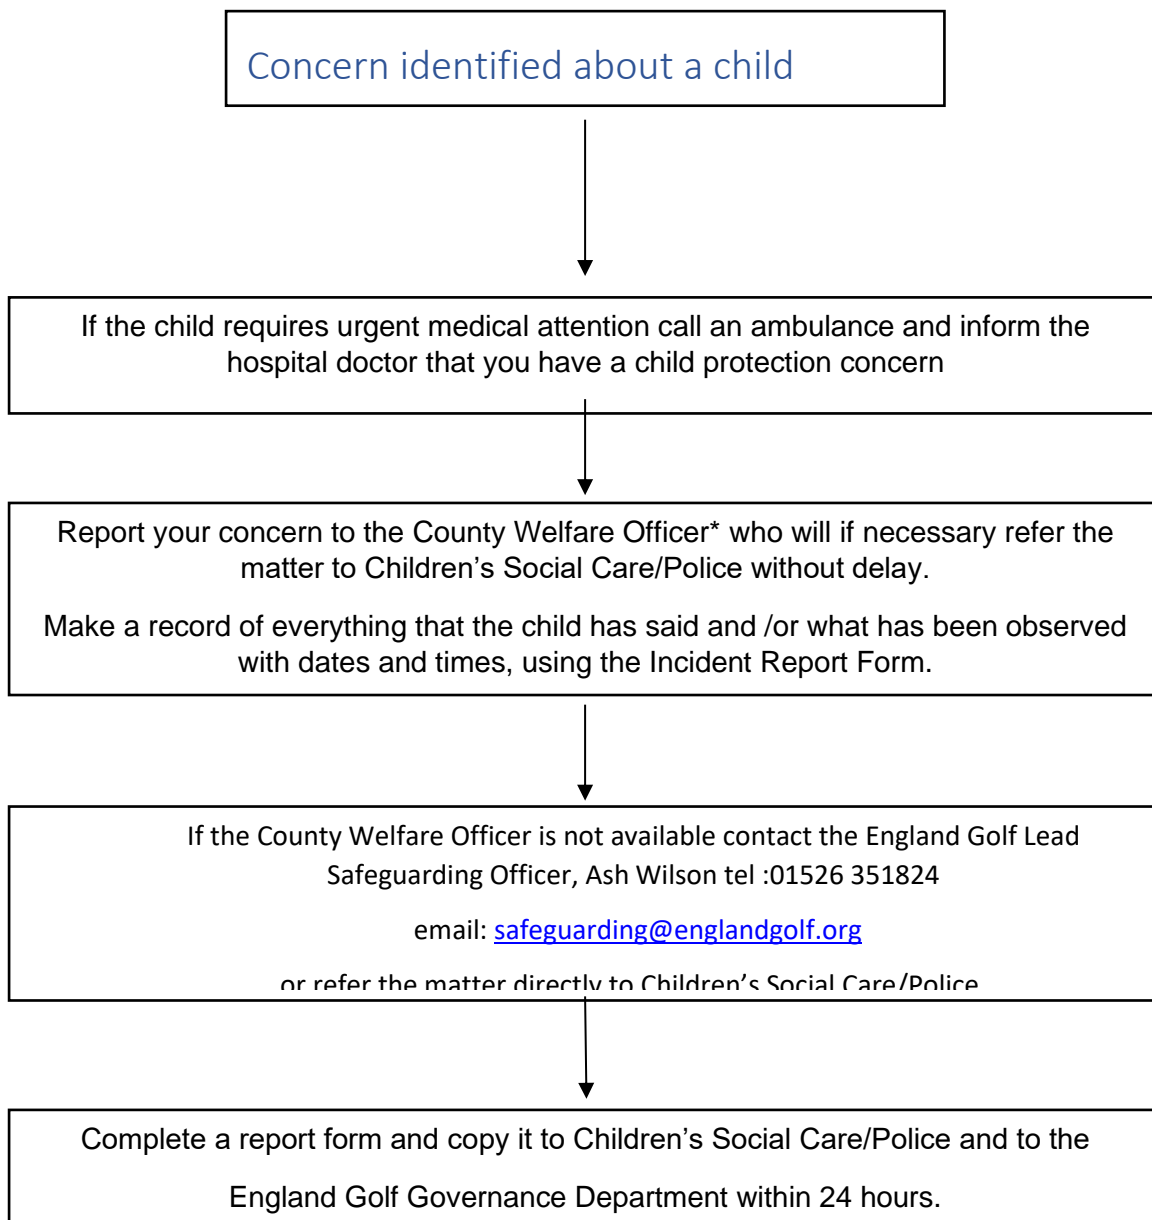 Concern identified about a child
If the child requires urgent medical attention call an ambulance and inform the
hospital doctor that you have a child protection concern
Report your concern to the County Welfare Officer* who will if necessary refer the
matter to Children’s Social Care/Police without delay.
Make a record of everything that the child has said and /or what has been observed
with dates and times, using the Incident Report Form.
If the County Welfare Officer is not available contact the England Golf Lead
Safeguarding Officer, Ash Wilson tel :01526 351824
email: safeguarding@englandgolf.org
or refer the matter directly to Children’s Social Care/Police
Complete a report form and copy it to Children’s Social Care/Police and to the
England Golf Governance Department within 24 hours.